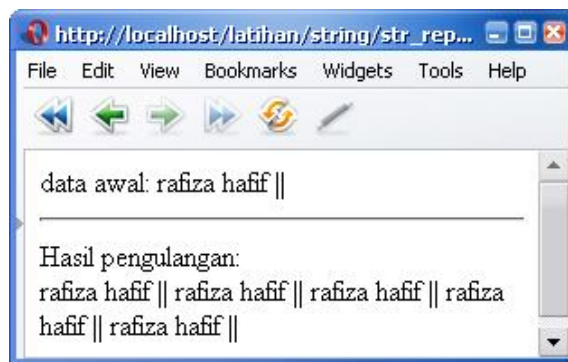 http://localhost/latihan/string/str_rep...
File Edit View Bookmarks Widgets Tools Help
data awal: rafiza hafif ||
Hasil pengulangan:
rafiza hafif || rafiza hafif || rafiza hafif || rafiza
hafif || rafiza hafif ||